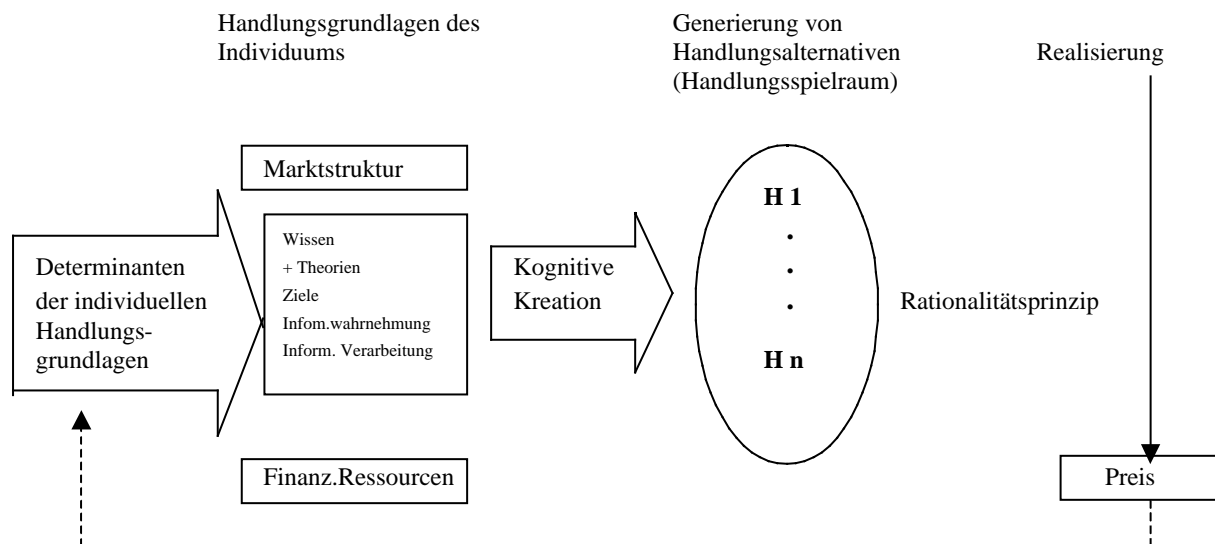 Handlungsgrundlagen des
Individuums
Generierung von
Handlungsalternativen
(Handlungsspielraum)
Realisierung
Marktstruktur
Determinanten
der individuellen
Handlungs-
grundlagen
Wissen
+ Theorien
Ziele
Infom.wahrnehmung
Inform. Verarbeitung
Finanz.Ressourcen
Kognitive
Kreation
H 1
.
.
.
H n
Rationalitätsprinzip
Preis